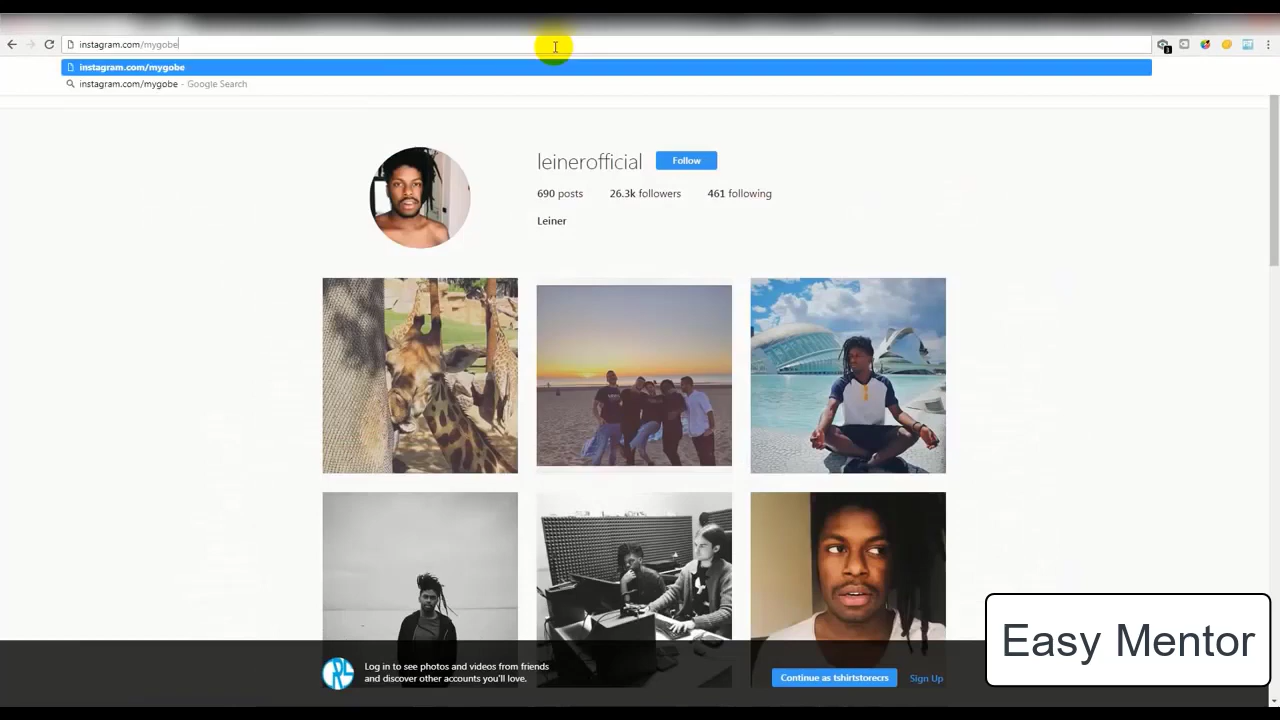 instagram.com/mygobe
instagram.com/mygobe
instagram.com/mygobe - Google Search
3
leinerofficial Follow
690 posts 26.3k followers 461 following
Leiner
Log in to see photos and videos from friends
and discover other accounts you'll love.
Continue as tshirtstorecrs Sign Up
Easy Mentor